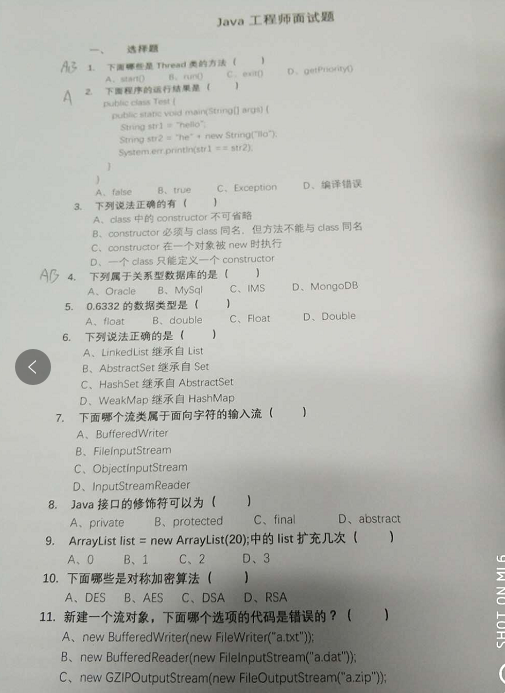 Java 工程师面试题
一、 选择题
AB 1. 下面哪些是 Thread 类的方法 ( )
A、start() B、run() C、exit() D、getPriority()
A 2. 下面程序的运行结果是 ( )
public class Test {
public static void main(String[] args) {
String str1 = "hello";
String str2 = "he" + new String("llo");
System.err.println(str1 == str2);
}
}
A、false B、true C、Exception D、编译错误
3. 下列说法正确的有 ( )
A、class 中的 constructor 不可省略
B、constructor 必须与 class 同名，但方法不能与 class 同名
C、constructor 在一个对象被 new 时执行
D、一个 class 只能定义一个 constructor
AB 4. 下列属于关系型数据库的是 ( )
A、Oracle B、MySql C、IMS D、MongoDB
5. 0.6332 的数据类型是 ( )
A、float B、double C、Float D、Double
6. 下列说法正确的是 ( )
A、LinkedList 继承自 List
B、AbstractSet 继承自 Set
C、HashSet 继承自 AbstractSet
D、WeakMap 继承自 HashMap
7. 下面哪个流类属于面向字符的输入流 ( )
A、BufferedWriter
B、FileInputStream
C、ObjectInputStream
D、InputStreamReader
8. Java 接口的修饰符可以为 ( )
A、private B、protected C、final D、abstract
9. ArrayList list = new ArrayList(20);中的 list 扩充几次 ( )
A、0 B、1 C、2 D、3
10. 下面哪些是对称加密算法 ( )
A、DES B、AES C、DSA D、RSA
11. 新建一个流对象，下面哪个选项的代码是错误的？ ( )
A、new BufferedWriter(new FileWriter("a.txt"));
B、new BufferedReader(new FileInputStream("a.dat"));
C、new GZIPOutputStream(new FileOutputStream("a.zip"));
SHOT ON MI 6